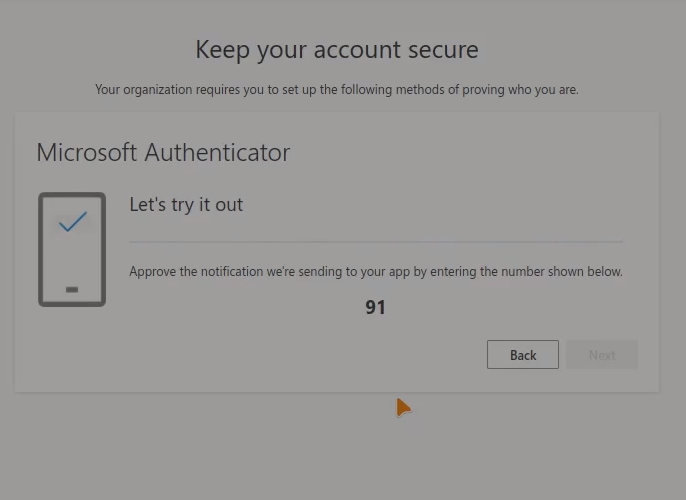 Keep your account secure
Your organization requires you to set up the following methods of proving who you are.
Microsoft Authenticator
Let's try it out
Approve the notification we're sending to your app by entering the number shown below.
91
Back Next